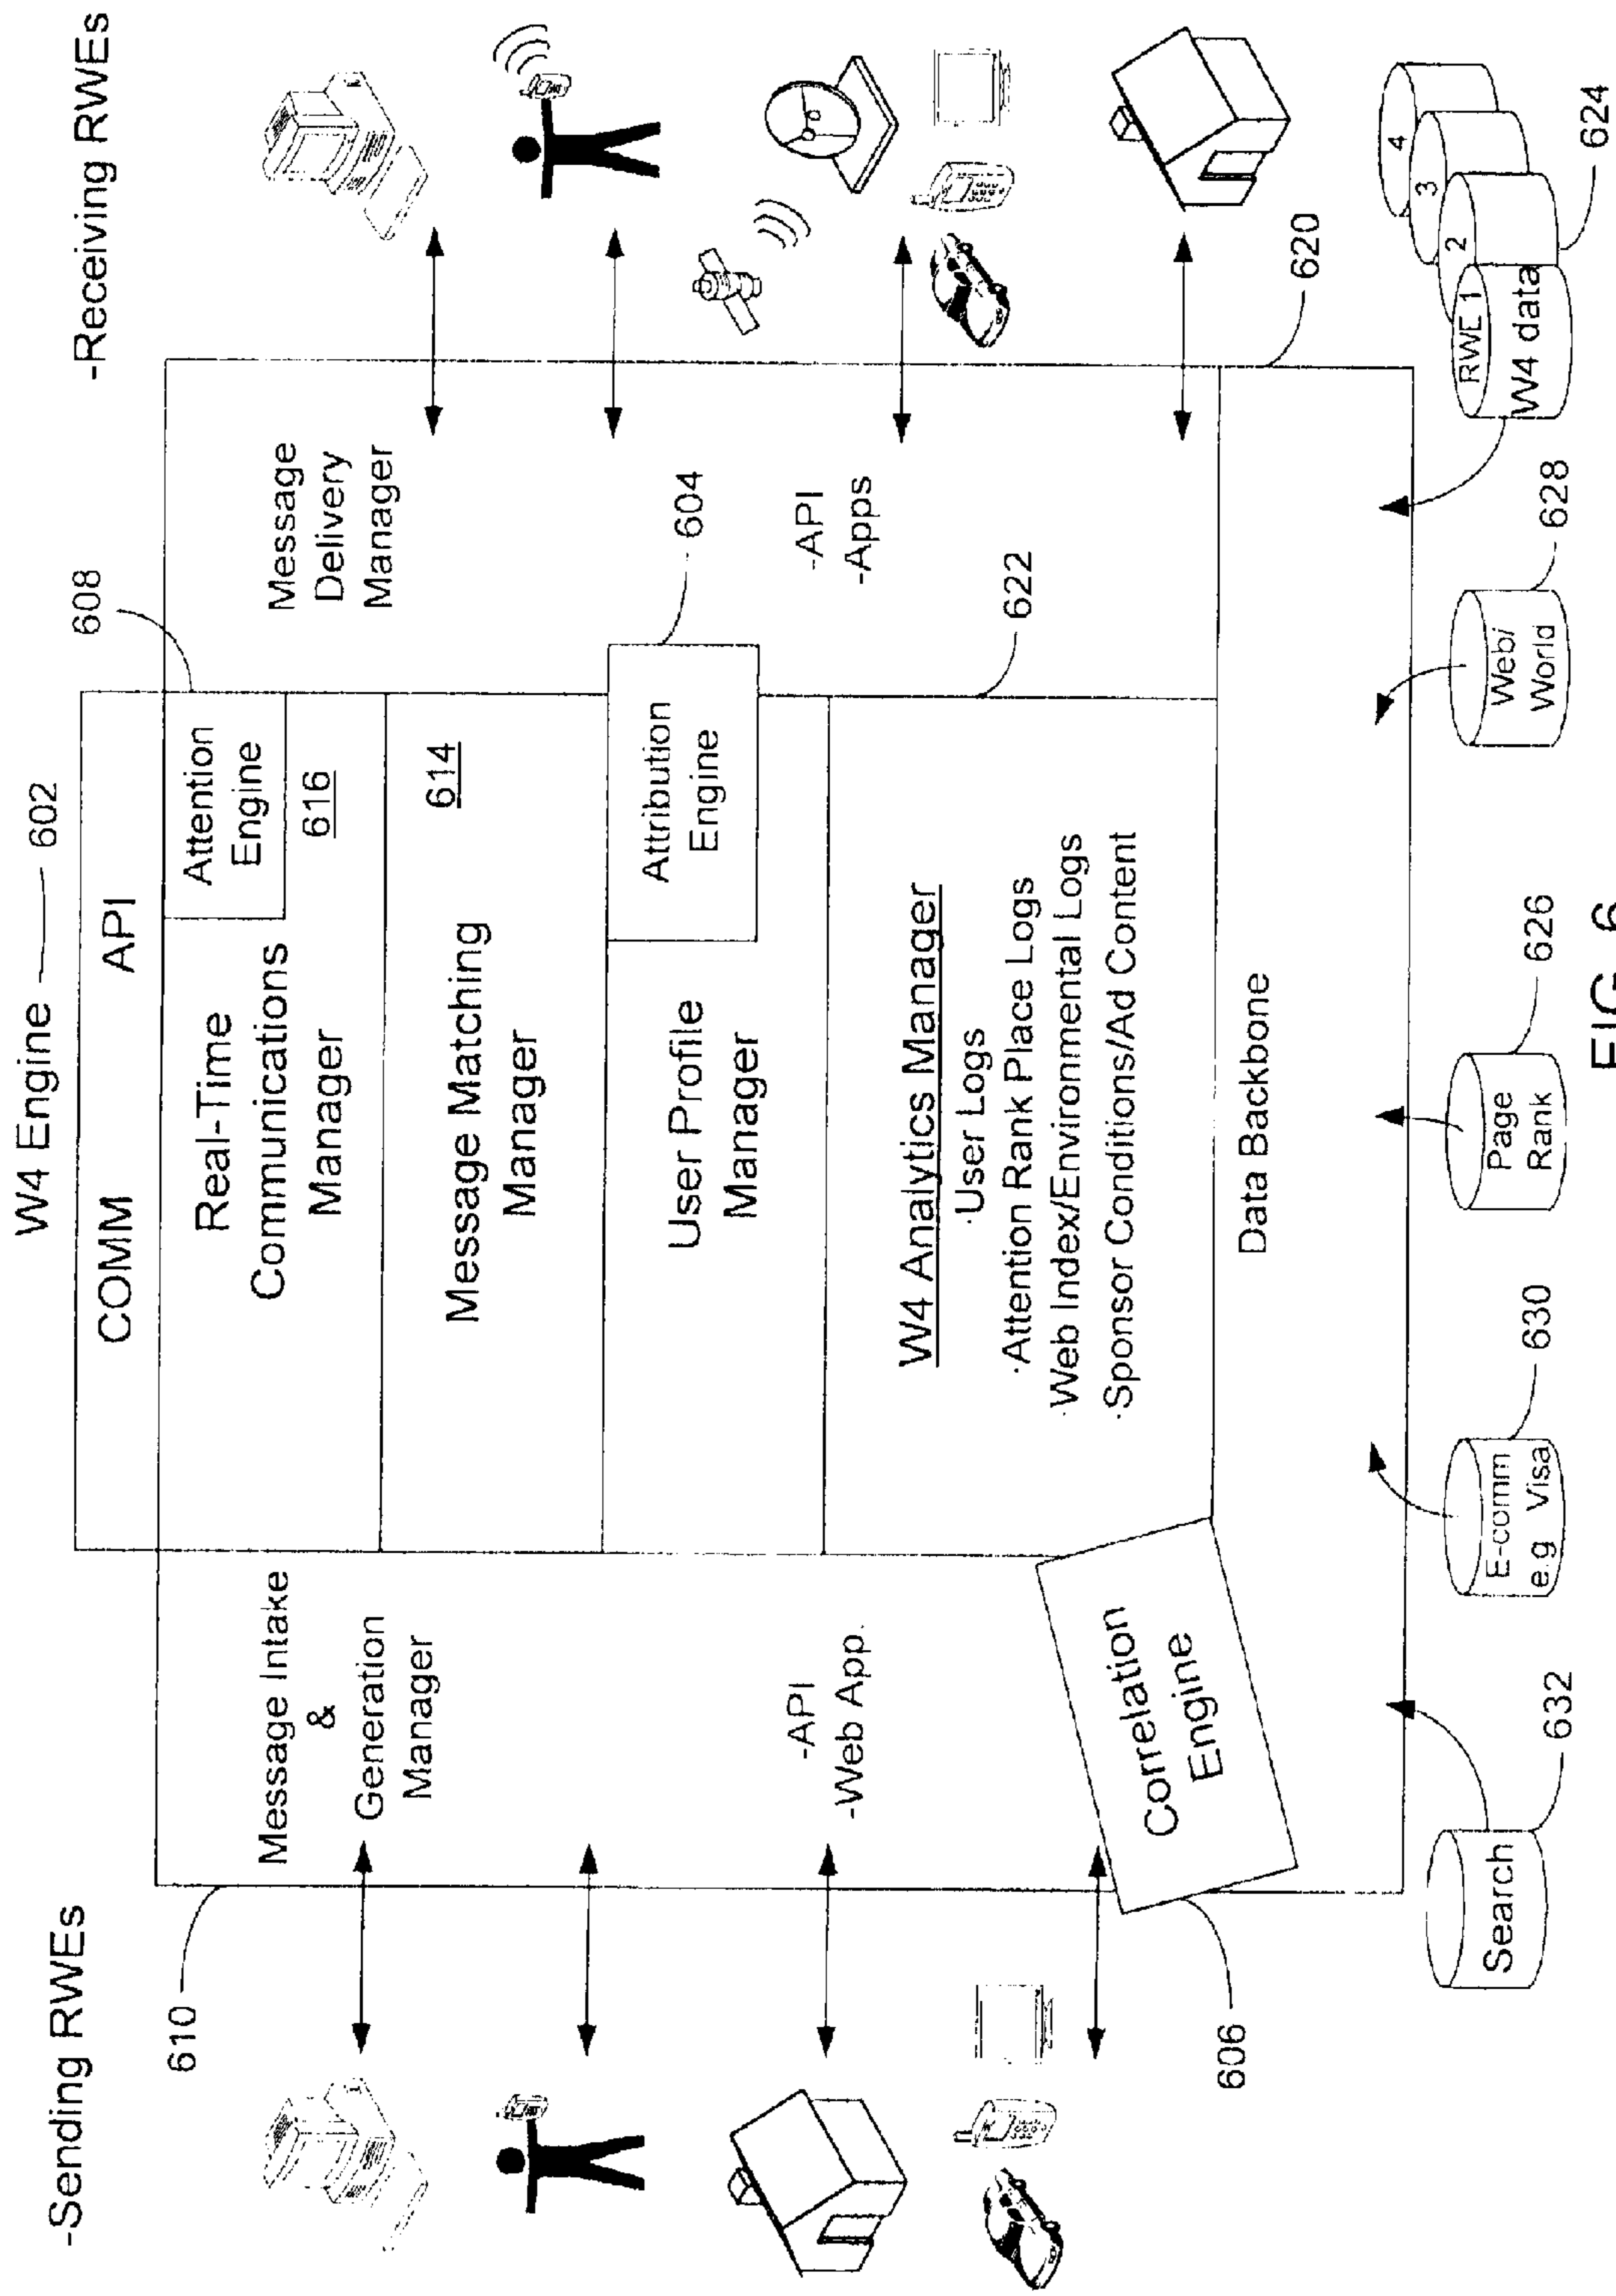 W4 Engine 602
-Sending RWEs
-Receiving RWEs
610
608
COMM API
Message Intake
&
Generation
Manager
-API
-Web App.
Real-Time
Communications
Manager
Attention
Engine
616
Message Matching
Manager
614
User Profile
Manager
Attribution
Engine
604
W4 Analytics Manager
·User Logs
·Attention Rank Place Logs
·Web Index/Environmental Logs
·Sponsor Conditions/Ad Content
622
Message
Delivery
Manager
-API
-Apps
Correlation
Engine
606
Data Backbone
620
Search
632
E-comm
e.g Visa
630
Page
Rank
626
Web/
World
628
RWE 1
W4 data
2
3
4
624
FIG. 6